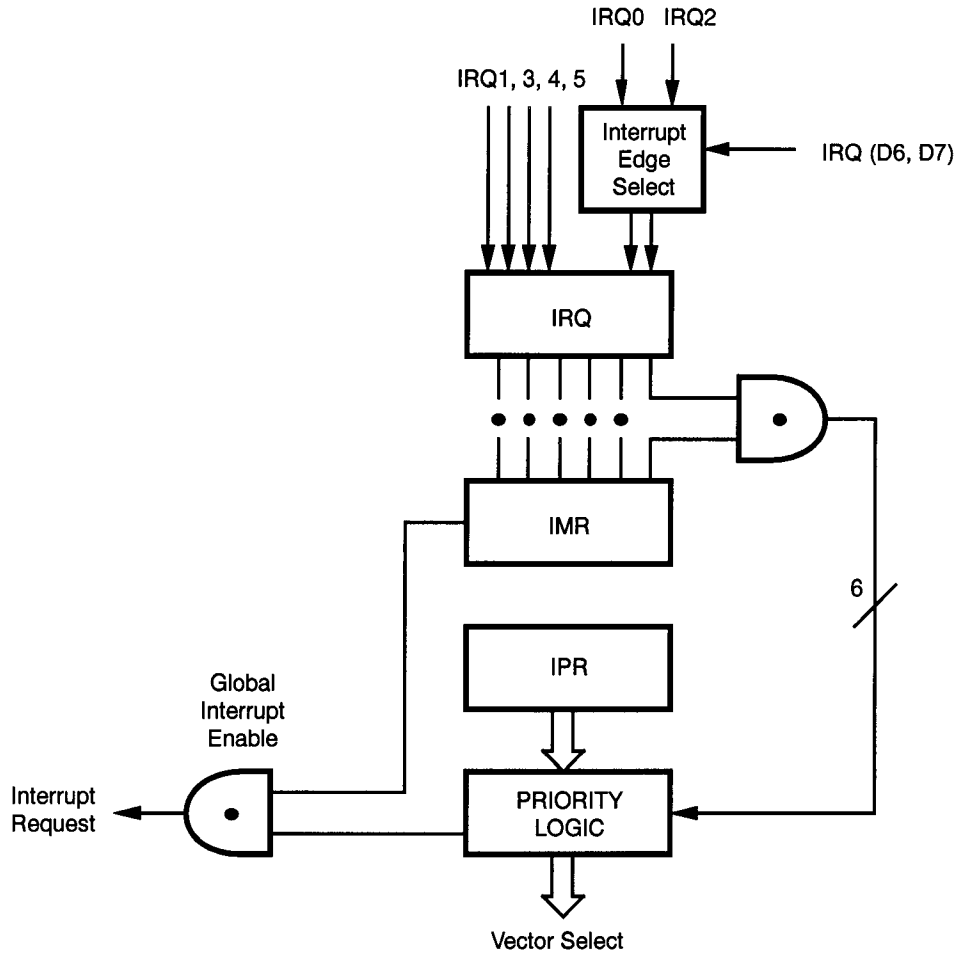 IRQ0 IRQ2
IRQ1, 3, 4, 5
Interrupt
Edge
Select
IRQ (D6, D7)
IRQ
IMR
6
IPR
Global
Interrupt
Enable
Interrupt
Request
PRIORITY
LOGIC
Vector Select